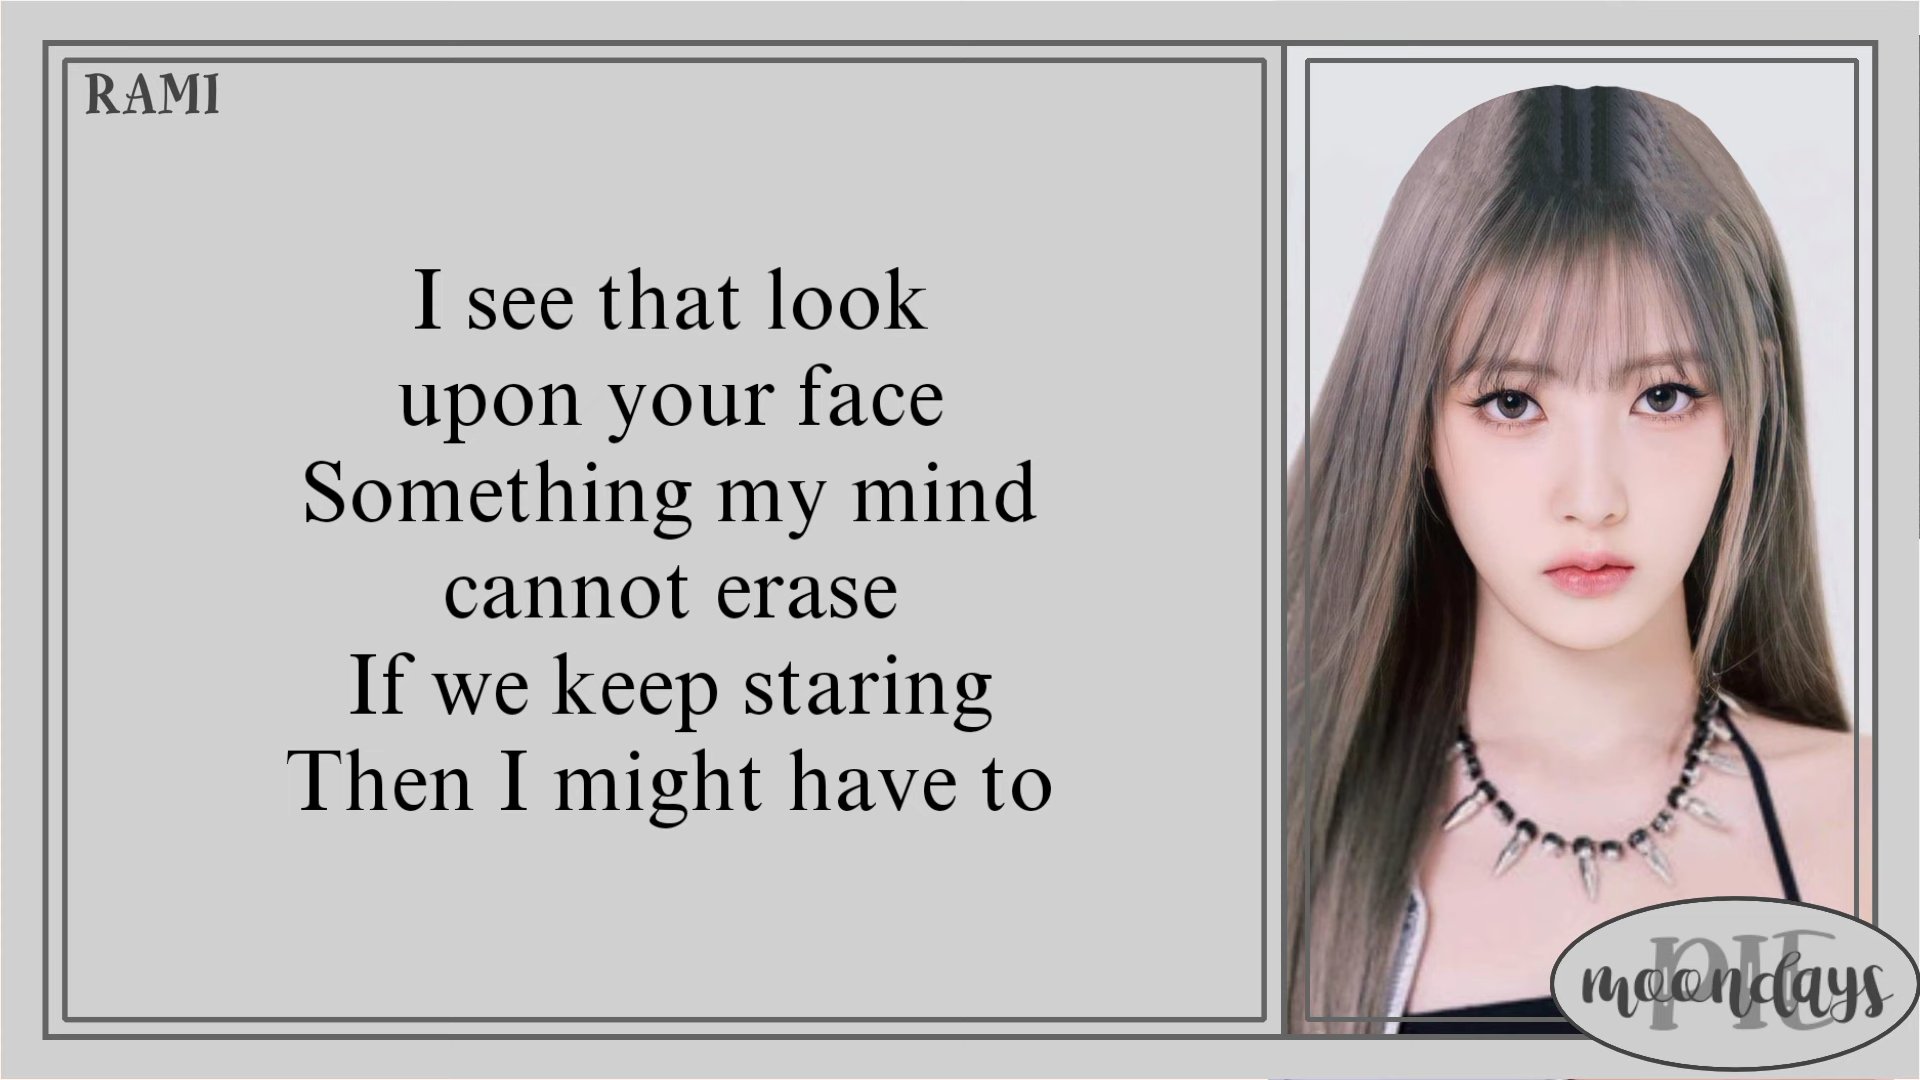 RAMI
I see that look
upon your face
Something my mind
cannot erase
If we keep staring
Then I might have to
PIT
moondays